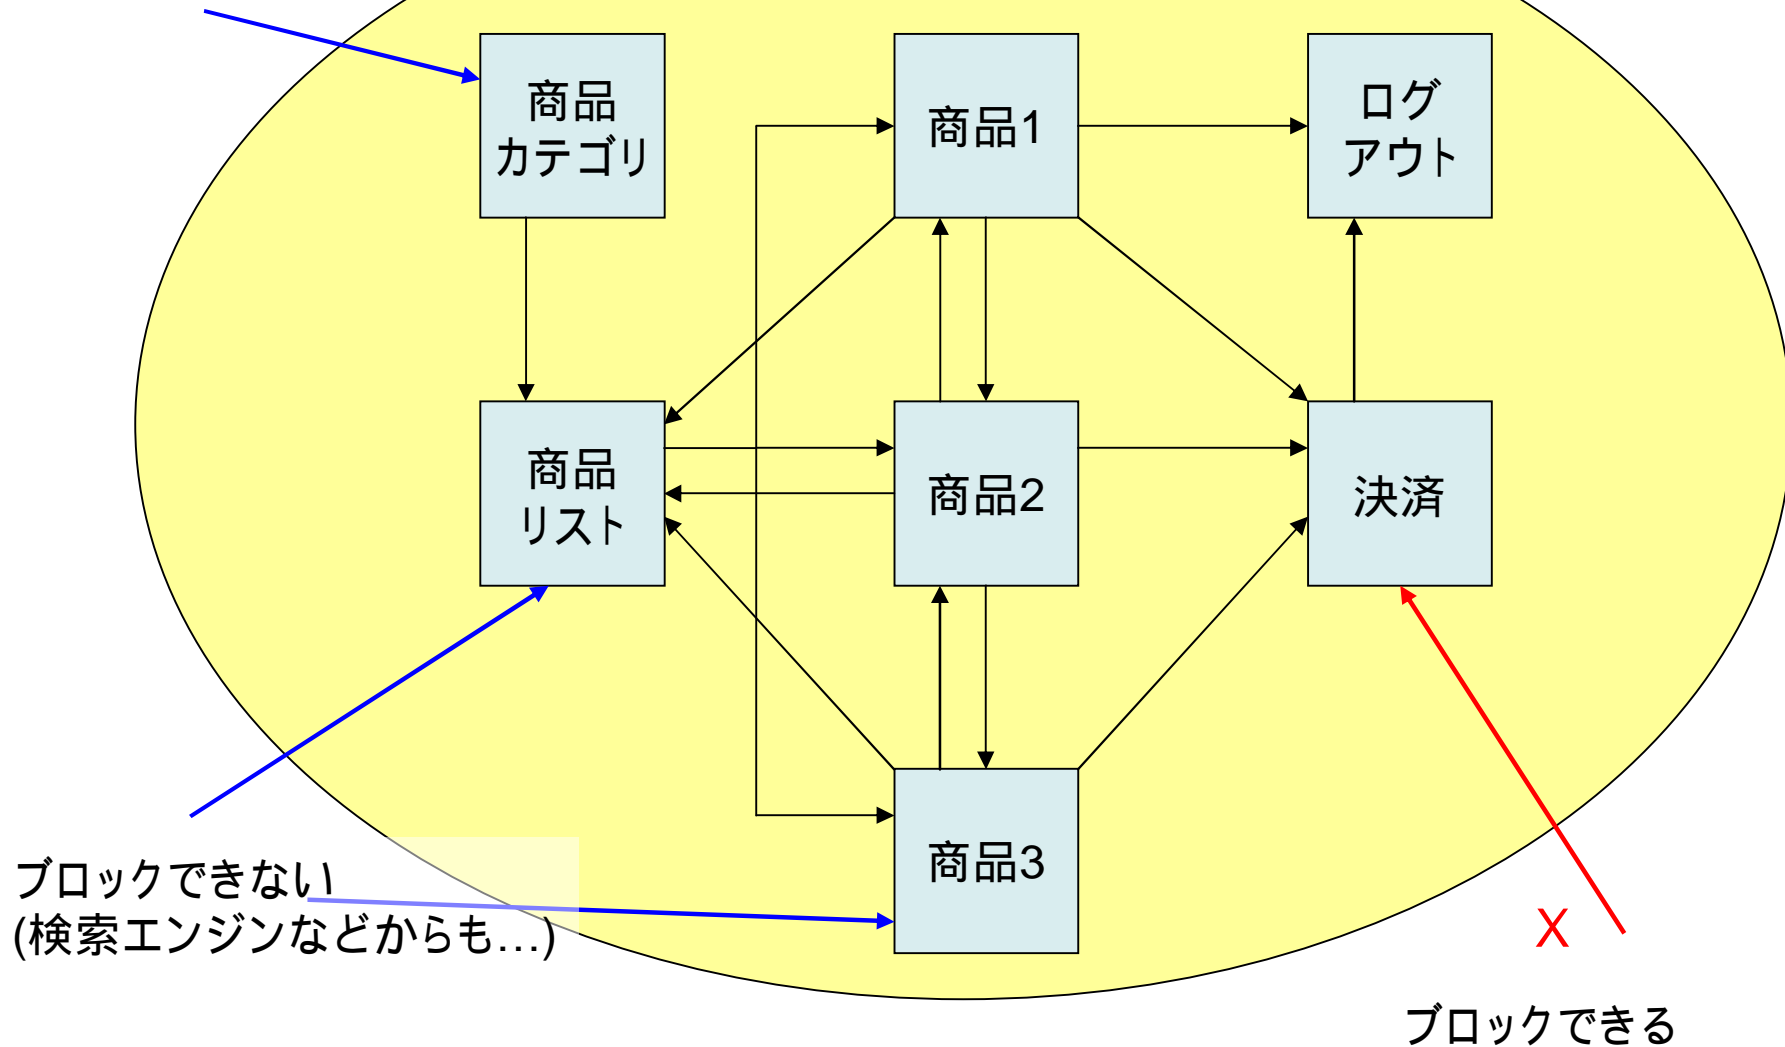 商品
カテゴリ
商品1
ログ
アウト
商品
リスト
商品2
決済
商品3
ブロックできない
(検索エンジンなどからも…)
X
ブロックできる